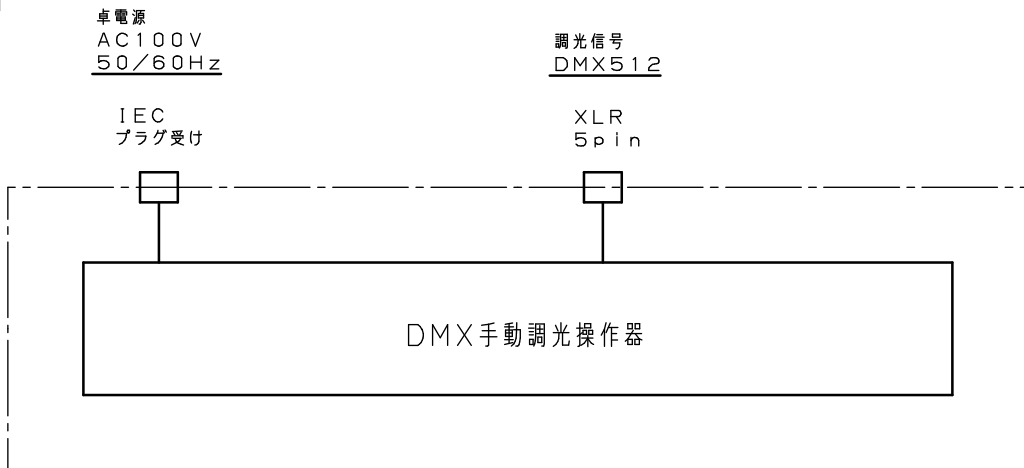 卓電源
AC100V
50/60Hz
IEC
プラグ受け
調光信号
DMX512
XLR
5pin
DMX手動調光操作器